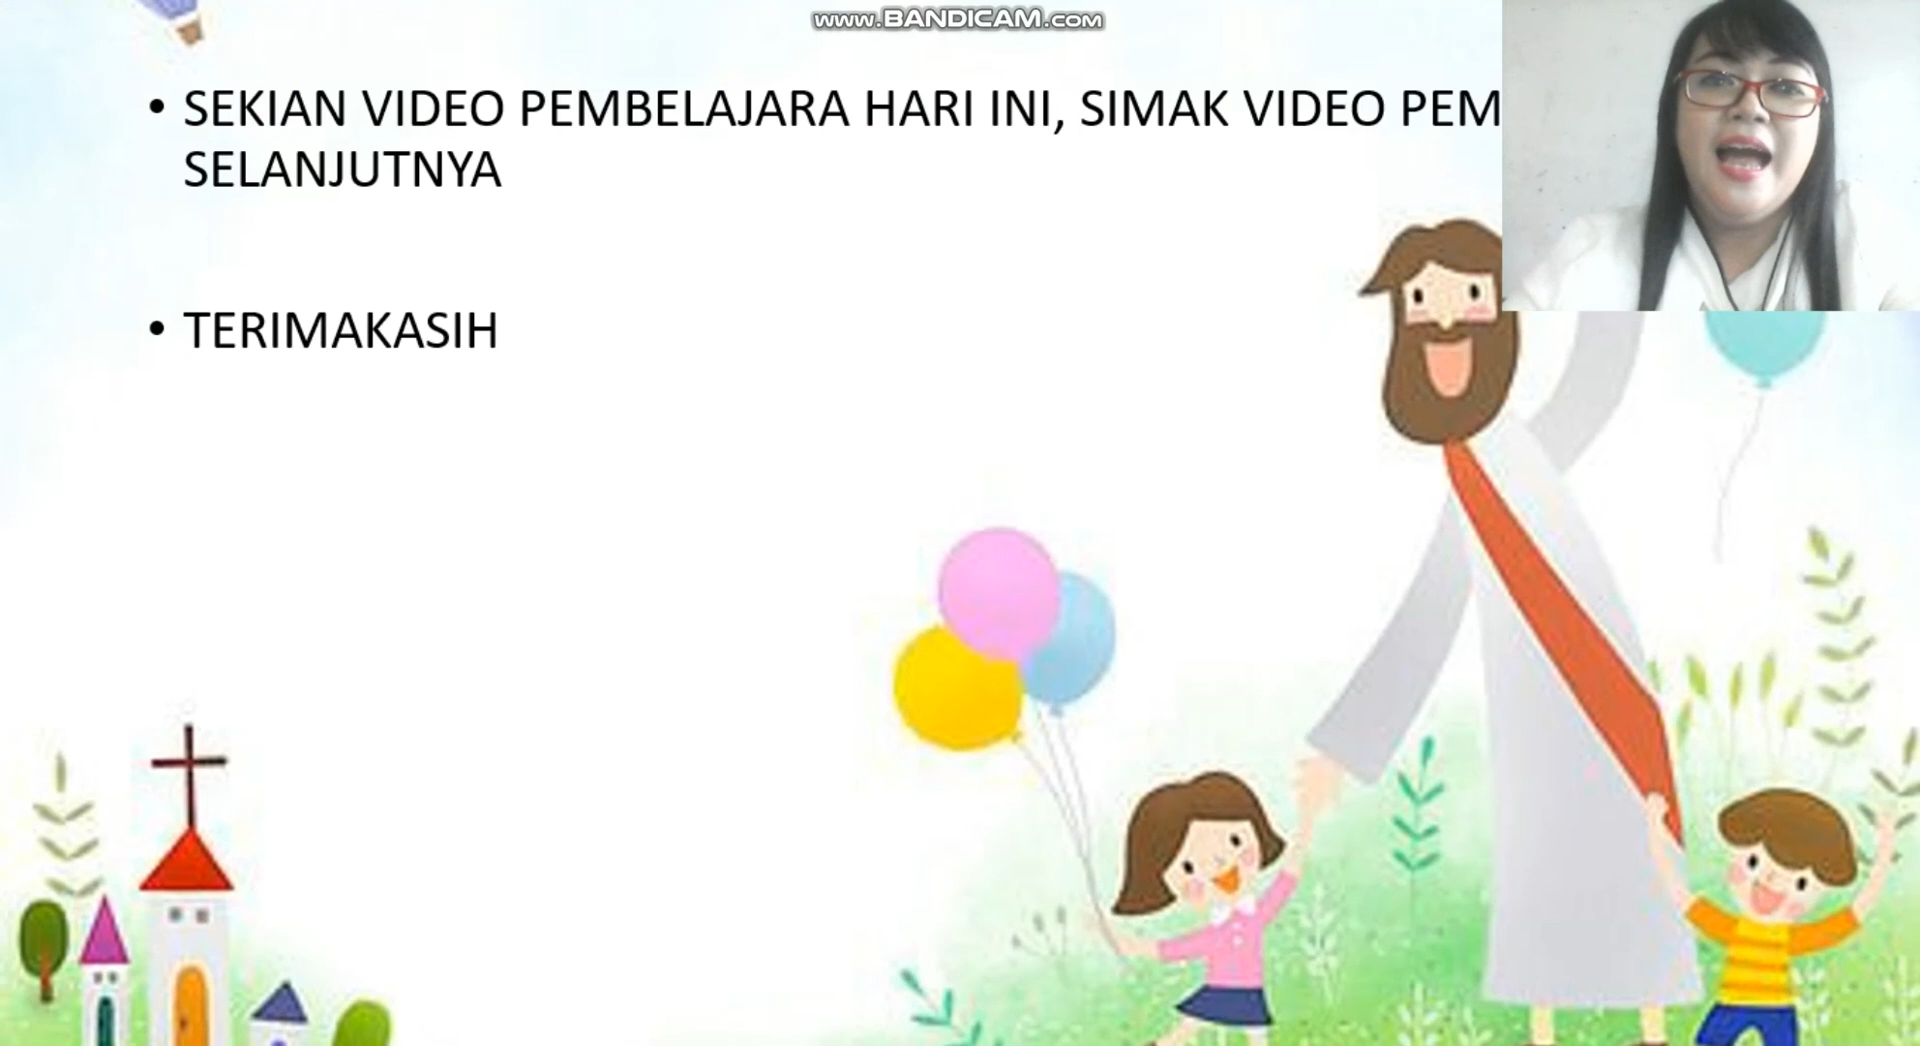 www.BANDICAM.com
• SEKIAN VIDEO PEMBELAJARA HARI INI, SIMAK VIDEO PEM
SELANJUTNYA
• TERIMAKASIH